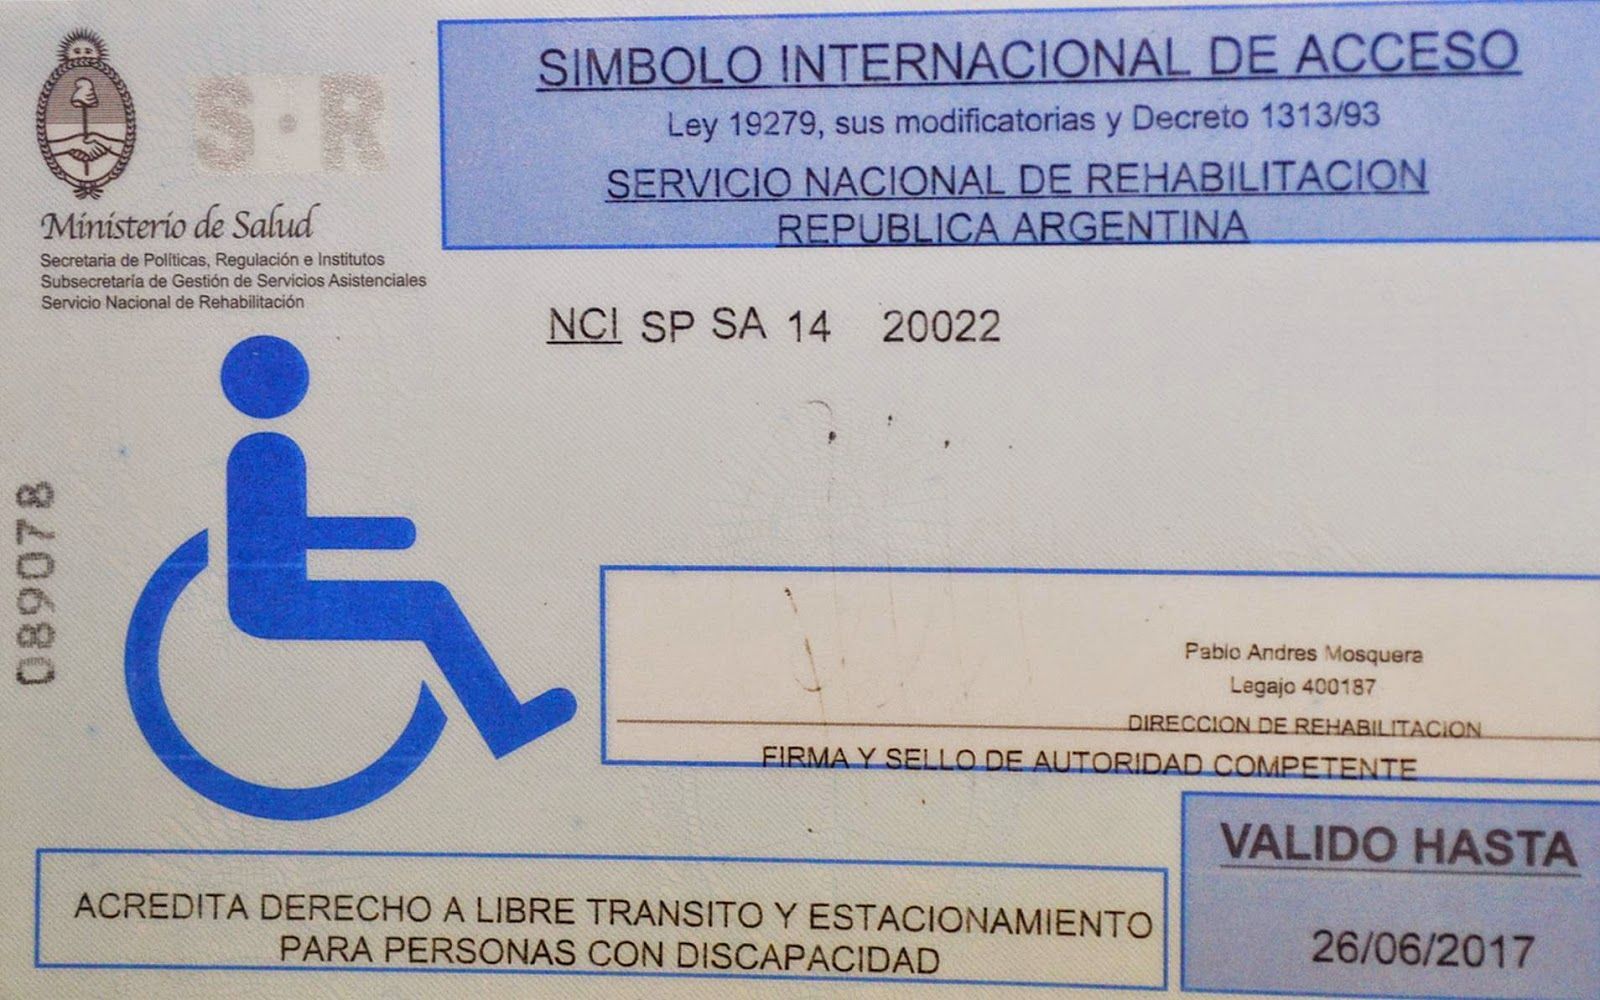 SIMBOLO INTERNACIONAL DE ACCESO
Ley 19279, sus modificatorias y Decreto 1313/93
SERVICIO NACIONAL DE REHABILITACION
REPUBLICA ARGENTINA
SR
Ministerio de Salud
Secretaria de Políticas, Regulación e Institutos
Subsecretaría de Gestión de Servicios Asistenciales
Servicio Nacional de Rehabilitación
NCI SP SA 14 20022
089078
Pablo Andres Mosquera
Legajo 400187
DIRECCION DE REHABILITACION
FIRMA Y SELLO DE AUTORIDAD COMPETENTE
VALIDO HASTA
26/06/2017
ACREDITA DERECHO A LIBRE TRANSITO Y ESTACIONAMIENTO
PARA PERSONAS CON DISCAPACIDAD